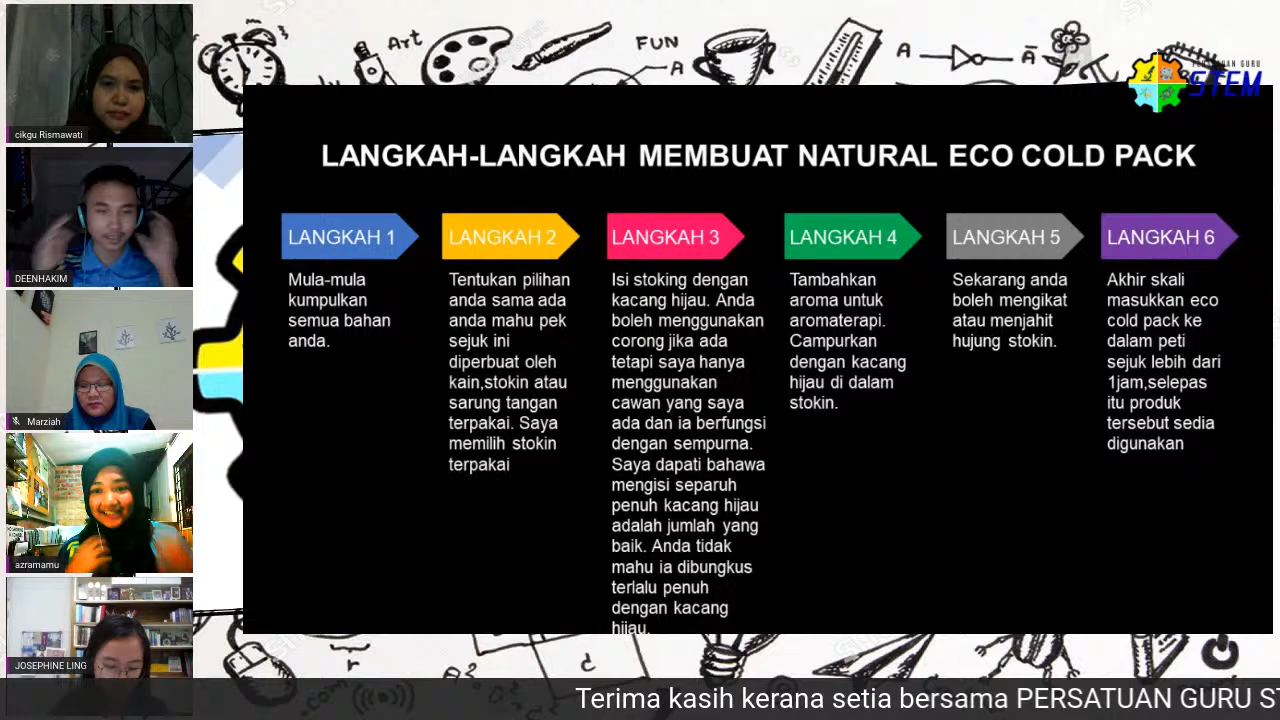 cikgu Rismawati
DEENHAKIM
Marziah
azramamu
JOSEPHINE LING
Art
FUN
A
A
Ā
PERSATUAN GURU
STEM
LANGKAH-LANGKAH MEMBUAT NATURAL ECO COLD PACK
LANGKAH 1
Mula-mula
kumpulkan
semua bahan
anda.
LANGKAH 2
Tentukan pilihan
anda sama ada
anda mahu pek
sejuk ini
diperbuat oleh
kain,stokin atau
sarung tangan
terpakai. Saya
memilih stokin
terpakai
LANGKAH 3
Isi stoking dengan
kacang hijau. Anda
boleh menggunakan
corong jika ada
tetapi saya hanya
menggunakan
cawan yang saya
ada dan ia berfungsi
dengan sempurna.
Saya dapati bahawa
mengisi separuh
penuh kacang hijau
adalah jumlah yang
baik. Anda tidak
mahu ia dibungkus
terlalu penuh
dengan kacang
hijau.
LANGKAH 4
Tambahkan
aroma untuk
aromaterapi.
Campurkan
dengan kacang
hijau di dalam
stokin.
LANGKAH 5
Sekarang anda
boleh mengikat
atau menjahit
hujung stokin.
LANGKAH 6
Akhir skali
masukkan eco
cold pack ke
dalam peti
sejuk lebih dari
1jam,selepas
itu produk
tersebut sedia
digunakan
r
d
.com
Terima kasih kerana setia bersama PERSATUAN GURU ST